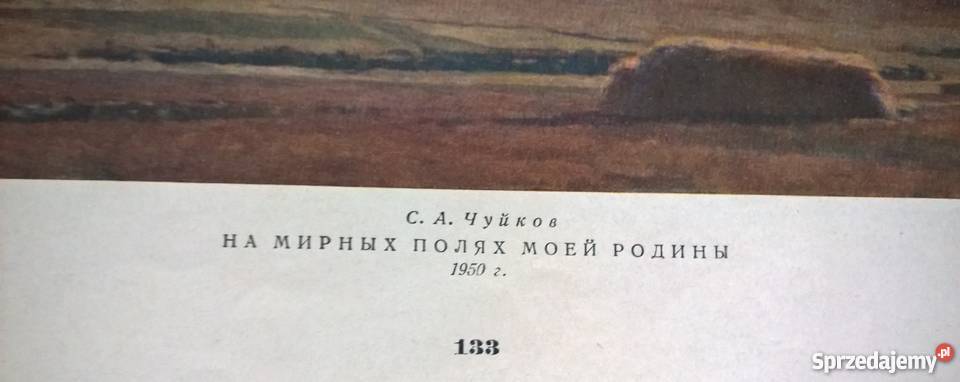 С. А. Чуйков
НА МИРНЫХ ПОЛЯХ МОЕЙ РОДИНЫ
1950 г.
133
Sprzedajemy.pl